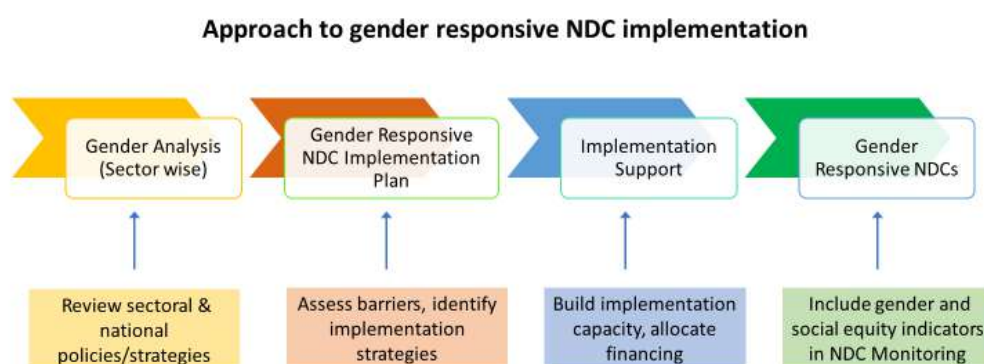 Approach to gender responsive NDC implementation
Gender Analysis
(Sector wise)
Gender Responsive
NDC Implementation
Plan
Implementation
Support
Gender
Responsive NDCs
Review sectoral &
national
policies/strategies
Assess barriers, identify
implementation
strategies
Build implementation
capacity, allocate
financing
Include gender and
social equity indicators
in NDC Monitoring